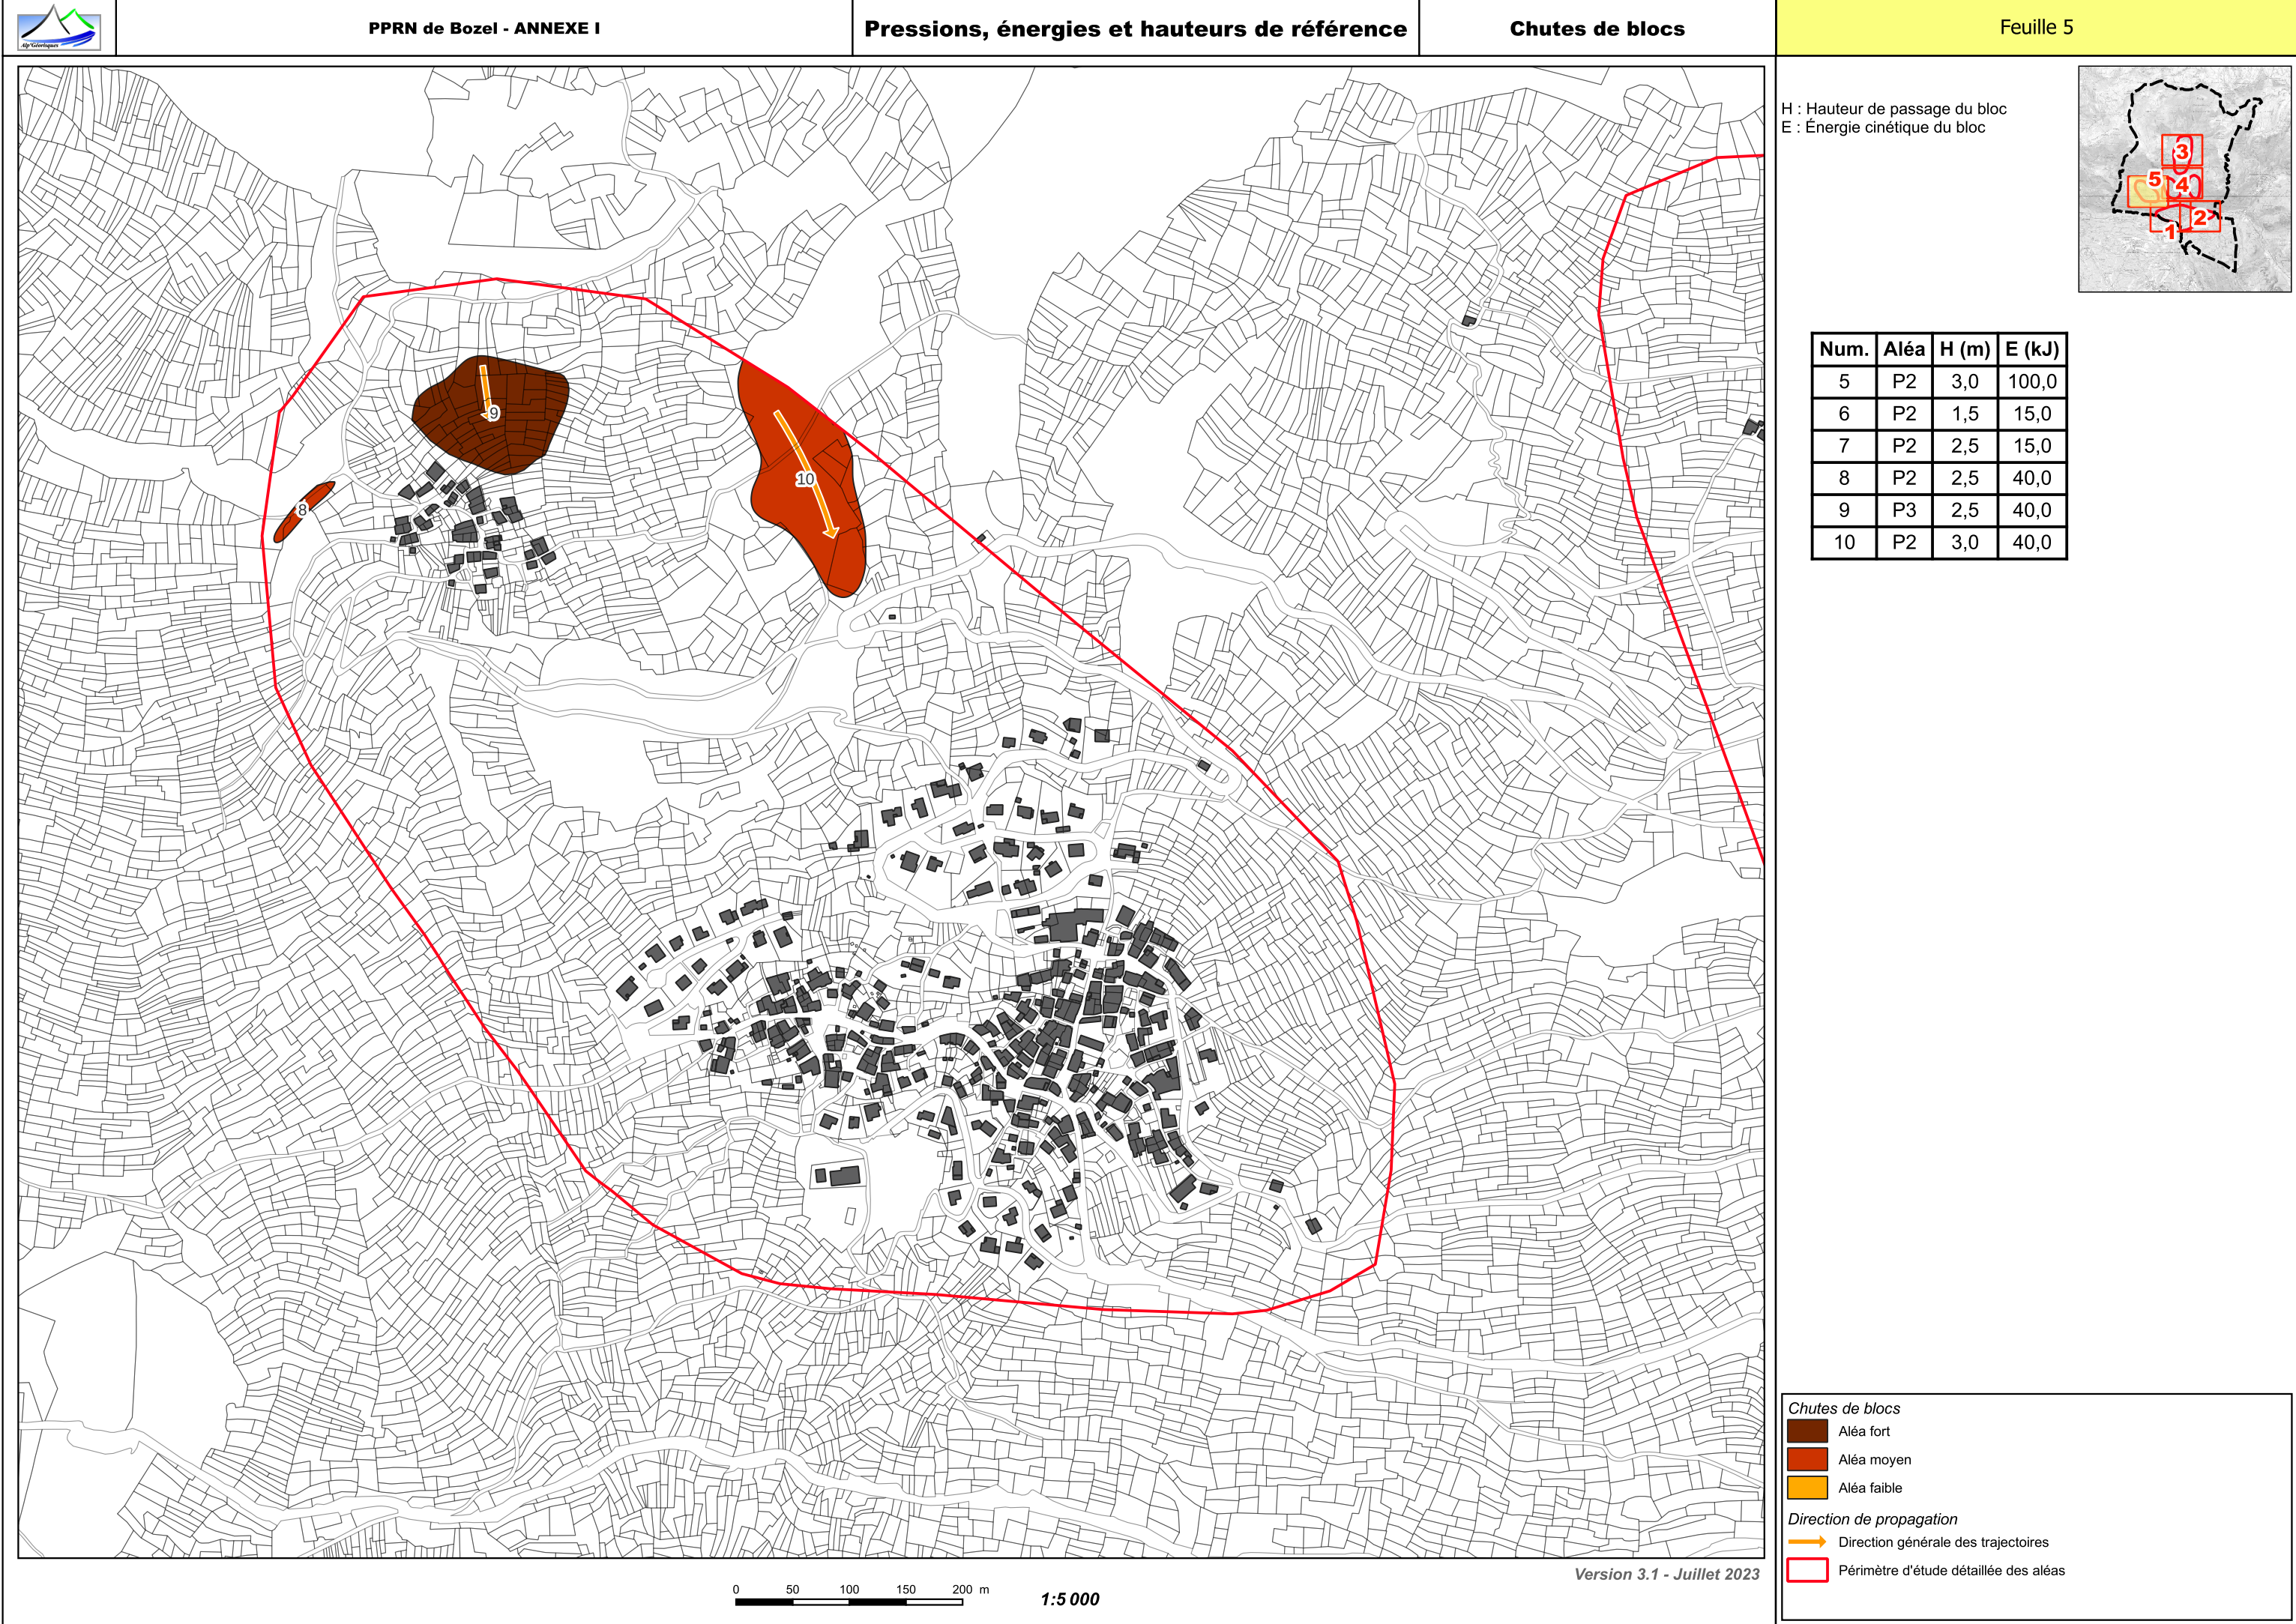 Alp'Géorisques
PPRN de Bozel - ANNEXE I
Pressions, énergies et hauteurs de référence
Chutes de blocs
Feuille 5
H : Hauteur de passage du bloc
E : Énergie cinétique du bloc
3
5
4
2
1
Num. Aléa H (m) E (kJ)
5 P2 3,0 100,0
6 P2 1,5 15,0
7 P2 2,5 15,0
8 P2 2,5 40,0
9 P3 2,5 40,0
10 P2 3,0 40,0
9
10
8
Chutes de blocs
Aléa fort
Aléa moyen
Aléa faible
Direction de propagation
Direction générale des trajectoires
Périmètre d'étude détaillée des aléas
Version 3.1 - Juillet 2023
0 50 100 150 200 m
1:5 000